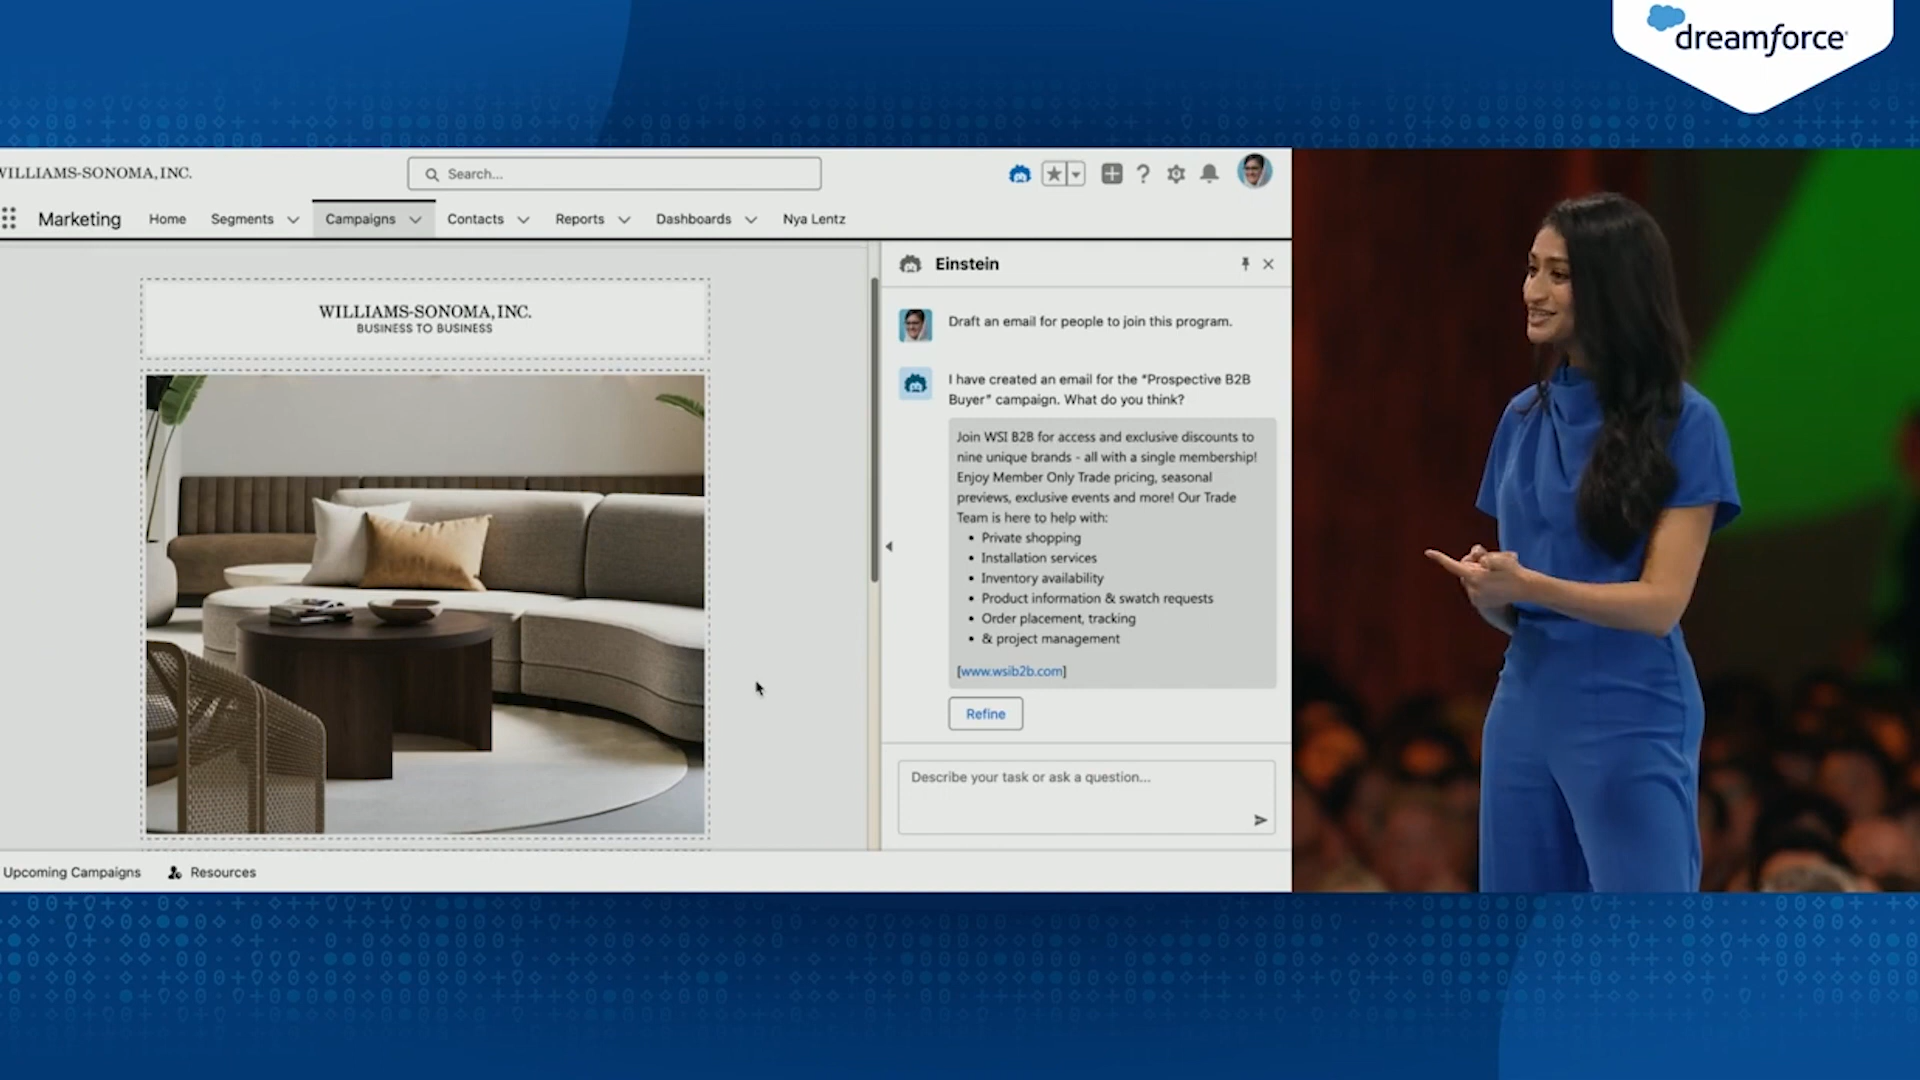 dreamforce
WILLIAMS-SONOMA, INC.
Search...
Marketing
Home
Segments
Campaigns
Contacts
Reports
Dashboards
Nya Lentz
WILLIAMS-SONOMA, INC.
BUSINESS TO BUSINESS
Einstein
Draft an email for people to join this program.
I have created an email for the "Prospective B2B
Buyer" campaign. What do you think?
Join WSI B2B for access and exclusive discounts to
nine unique brands - all with a single membership!
Enjoy Member Only Trade pricing, seasonal
previews, exclusive events and more! Our Trade
Team is here to help with:
• Private shopping
• Installation services
• Inventory availability
• Product information & swatch requests
• Order placement, tracking
• & project management
[www.wsib2b.com]
Refine
Describe your task or ask a question...
Upcoming Campaigns
Resources